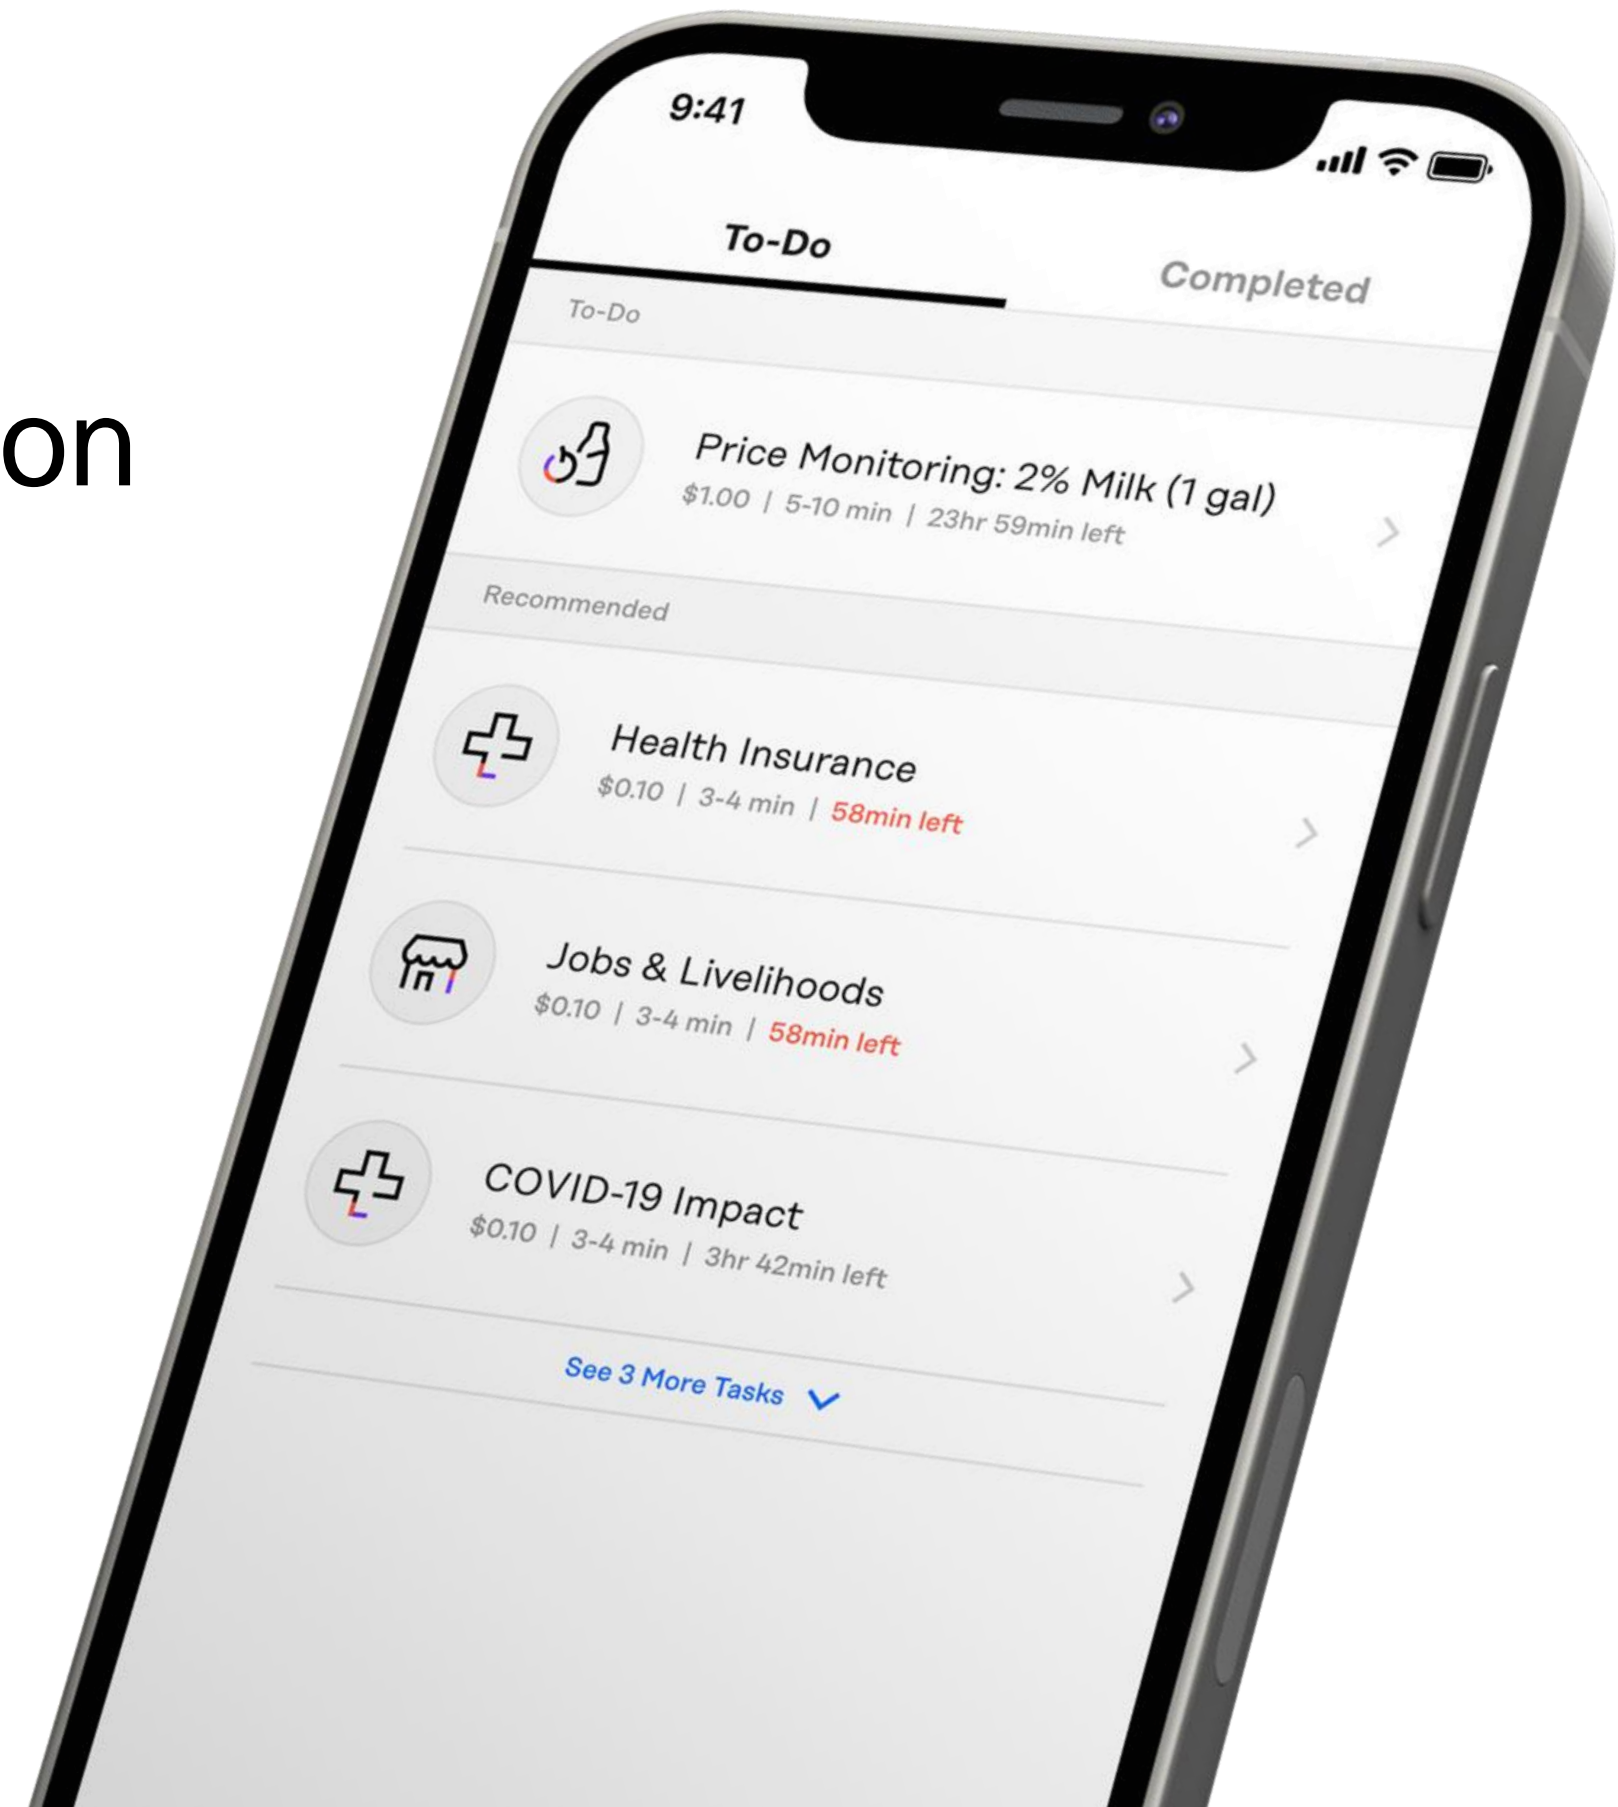 9:41
To-Do
Completed
To-Do
on
Price Monitoring: 2% Milk (1 gal)
$1.00 | 5-10 min | 23hr 59min left
Recommended
Health Insurance
$0.10 | 3-4 min | 58min left
Jobs & Livelihoods
$0.10 | 3-4 min | 58min left
COVID-19 Impact
$0.10 | 3-4 min | 3hr 42min left
See 3 More Tasks